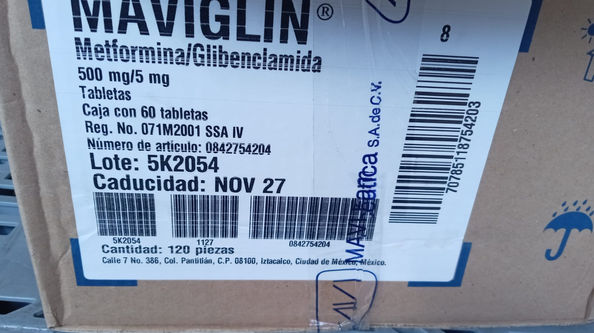 MAVIGLIN®
Metformina/Glibenclamida
500 mg/5 mg
Tabletas
Caja con 60 tabletas
Reg. No. 071M2001 SSA IV
Número de artículo: 0842754204
Lote: 5K2054
Caducidad: NOV 27
5K2054
1127
0842754204
Cantidad: 120 piezas
Calle 7 No. 386, Col. Pantitlán, C.P. 08100, Iztacalco, Ciudad de México, México.
8
7078511875 4203
S.A. de C.V.